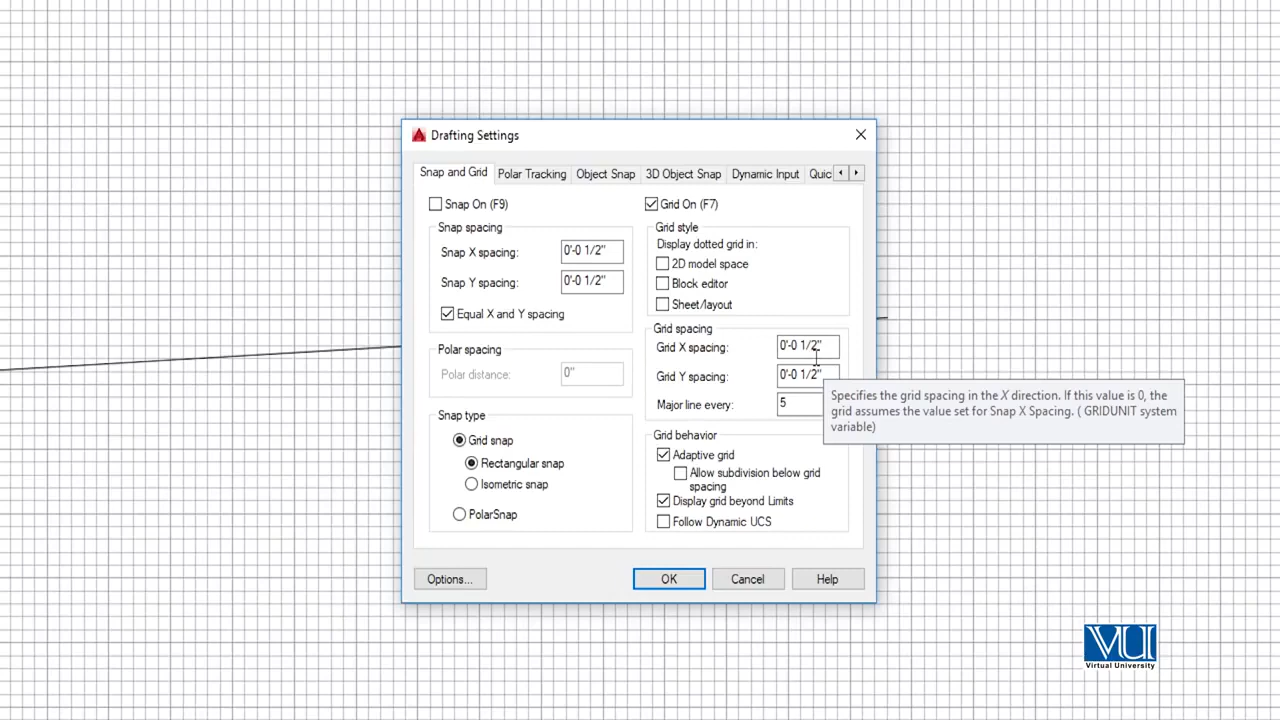 Drafting Settings
Snap and Grid
Polar Tracking
Object Snap
3D Object Snap
Dynamic Input
Quic
Snap On (F9)
Snap spacing
Snap X spacing:
0'-0 1/2"
Snap Y spacing:
0'-0 1/2"
Equal X and Y spacing
Polar spacing
Polar distance:
0"
Snap type
Grid snap
Rectangular snap
Isometric snap
PolarSnap
Grid On (F7)
Grid style
Display dotted grid in:
2D model space
Block editor
Sheet/layout
Grid spacing
Grid X spacing:
0'-0 1/2"
Grid Y spacing:
0'-0 1/2"
Major line every:
5
Specifies the grid spacing in the X direction. If this value is 0, the
grid assumes the value set for Snap X Spacing. ( GRIDUNIT system
variable)
Grid behavior
Adaptive grid
Allow subdivision below grid
spacing
Display grid beyond Limits
Follow Dynamic UCS
Options...
OK
Cancel
Help
VU
Virtual University